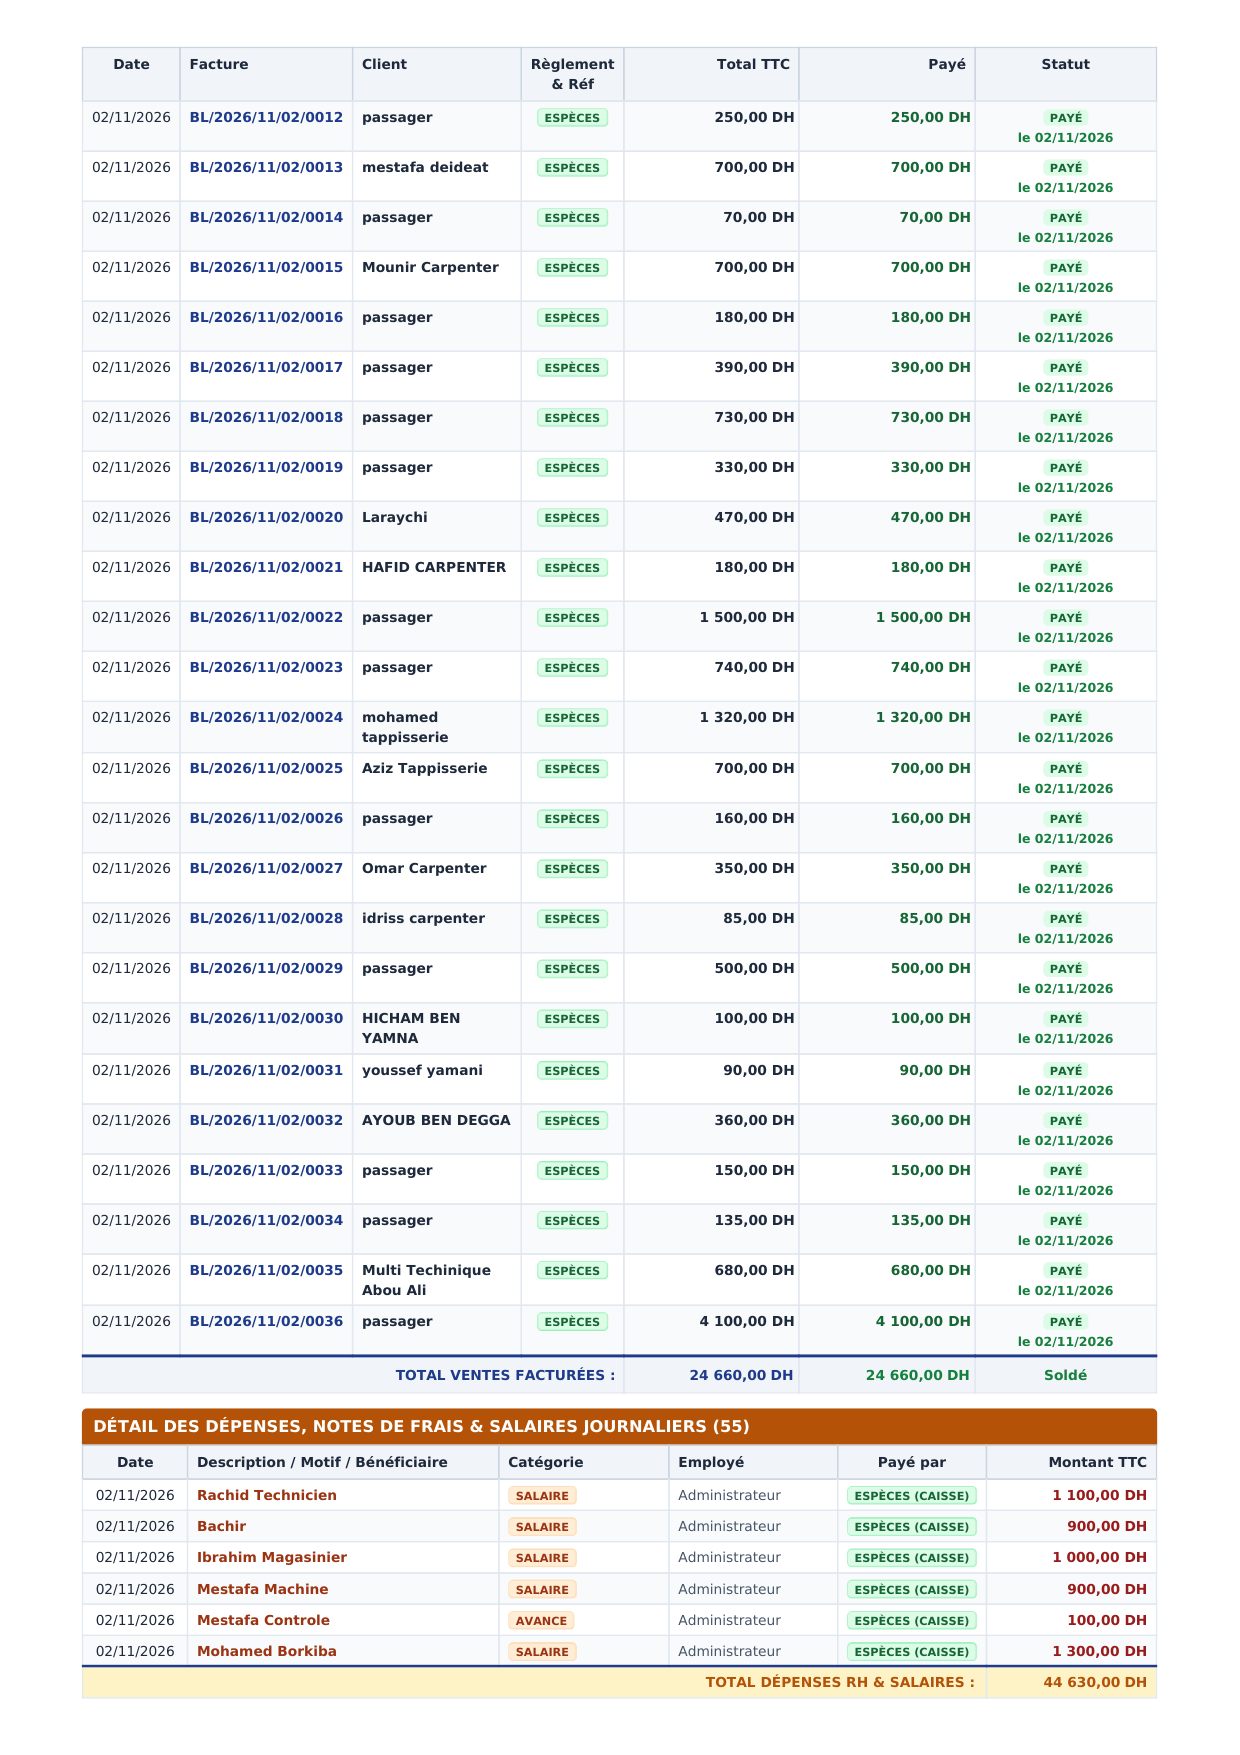 Date Facture Client Règlement & Réf Total TTC Payé Statut
02/11/2026 BL/2026/11/02/0012 passager ESPÈCES 250,00 DH 250,00 DH PAYÉ
le 02/11/2026
02/11/2026 BL/2026/11/02/0013 mestafa deideat ESPÈCES 700,00 DH 700,00 DH PAYÉ
le 02/11/2026
02/11/2026 BL/2026/11/02/0014 passager ESPÈCES 70,00 DH 70,00 DH PAYÉ
le 02/11/2026
02/11/2026 BL/2026/11/02/0015 Mounir Carpenter ESPÈCES 700,00 DH 700,00 DH PAYÉ
le 02/11/2026
02/11/2026 BL/2026/11/02/0016 passager ESPÈCES 180,00 DH 180,00 DH PAYÉ
le 02/11/2026
02/11/2026 BL/2026/11/02/0017 passager ESPÈCES 390,00 DH 390,00 DH PAYÉ
le 02/11/2026
02/11/2026 BL/2026/11/02/0018 passager ESPÈCES 730,00 DH 730,00 DH PAYÉ
le 02/11/2026
02/11/2026 BL/2026/11/02/0019 passager ESPÈCES 330,00 DH 330,00 DH PAYÉ
le 02/11/2026
02/11/2026 BL/2026/11/02/0020 Laraychi ESPÈCES 470,00 DH 470,00 DH PAYÉ
le 02/11/2026
02/11/2026 BL/2026/11/02/0021 HAFID CARPENTER ESPÈCES 180,00 DH 180,00 DH PAYÉ
le 02/11/2026
02/11/2026 BL/2026/11/02/0022 passager ESPÈCES 1 500,00 DH 1 500,00 DH PAYÉ
le 02/11/2026
02/11/2026 BL/2026/11/02/0023 passager ESPÈCES 740,00 DH 740,00 DH PAYÉ
le 02/11/2026
02/11/2026 BL/2026/11/02/0024 mohamed ESPÈCES 1 320,00 DH 1 320,00 DH PAYÉ
tappisserie le 02/11/2026
02/11/2026 BL/2026/11/02/0025 Aziz Tappisserie ESPÈCES 700,00 DH 700,00 DH PAYÉ
le 02/11/2026
02/11/2026 BL/2026/11/02/0026 passager ESPÈCES 160,00 DH 160,00 DH PAYÉ
le 02/11/2026
02/11/2026 BL/2026/11/02/0027 Omar Carpenter ESPÈCES 350,00 DH 350,00 DH PAYÉ
le 02/11/2026
02/11/2026 BL/2026/11/02/0028 idriss carpenter ESPÈCES 85,00 DH 85,00 DH PAYÉ
le 02/11/2026
02/11/2026 BL/2026/11/02/0029 passager ESPÈCES 500,00 DH 500,00 DH PAYÉ
le 02/11/2026
02/11/2026 BL/2026/11/02/0030 HICHAM BEN ESPÈCES 100,00 DH 100,00 DH PAYÉ
YAMNA le 02/11/2026
02/11/2026 BL/2026/11/02/0031 youssef yamani ESPÈCES 90,00 DH 90,00 DH PAYÉ
le 02/11/2026
02/11/2026 BL/2026/11/02/0032 AYOUB BEN DEGGA ESPÈCES 360,00 DH 360,00 DH PAYÉ
le 02/11/2026
02/11/2026 BL/2026/11/02/0033 passager ESPÈCES 150,00 DH 150,00 DH PAYÉ
le 02/11/2026
02/11/2026 BL/2026/11/02/0034 passager ESPÈCES 135,00 DH 135,00 DH PAYÉ
le 02/11/2026
02/11/2026 BL/2026/11/02/0035 Multi Techinique ESPÈCES 680,00 DH 680,00 DH PAYÉ
Abou Ali le 02/11/2026
02/11/2026 BL/2026/11/02/0036 passager ESPÈCES 4 100,00 DH 4 100,00 DH PAYÉ
le 02/11/2026
TOTAL VENTES FACTURÉES : 24 660,00 DH 24 660,00 DH Soldé
DÉTAIL DES DÉPENSES, NOTES DE FRAIS & SALAIRES JOURNALIERS (55)
Date Description / Motif / Bénéficiaire Catégorie Employé Payé par Montant TTC
02/11/2026 Rachid Technicien SALAIRE Administrateur ESPÈCES (CAISSE) 1 100,00 DH
02/11/2026 Bachir SALAIRE Administrateur ESPÈCES (CAISSE) 900,00 DH
02/11/2026 Ibrahim Magasinier SALAIRE Administrateur ESPÈCES (CAISSE) 1 000,00 DH
02/11/2026 Mestafa Machine SALAIRE Administrateur ESPÈCES (CAISSE) 900,00 DH
02/11/2026 Mestafa Controle AVANCE Administrateur ESPÈCES (CAISSE) 100,00 DH
02/11/2026 Mohamed Borkiba SALAIRE Administrateur ESPÈCES (CAISSE) 1 300,00 DH
TOTAL DÉPENSES RH & SALAIRES : 44 630,00 DH